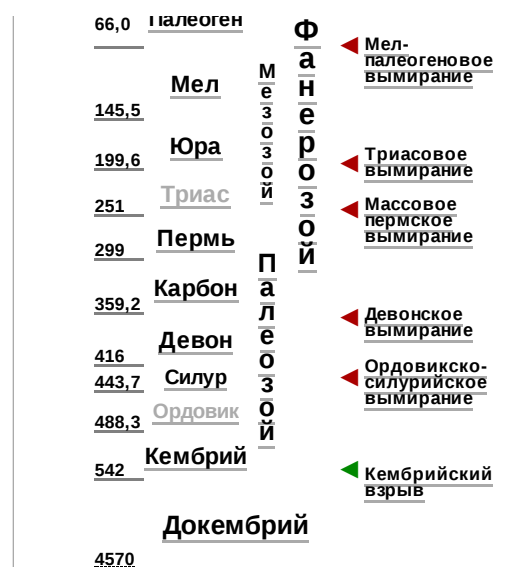 66,0 Палеоген
Фанерозой
Мел-
палеогеновое
вымирание
Мезозой
Мел
145,5
Юра
Триасовое
вымирание
199,6
Триас
251
Массовое
пермское
вымирание
Пермь
299
Палеозой
Карбон
359,2
Девонское
вымирание
Девон
416
Силур
443,7
Ордовикско-
силурийское
вымирание
Ордовик
488,3
Кембрий
542
Кембрийский
взрыв
Докембрий
4570